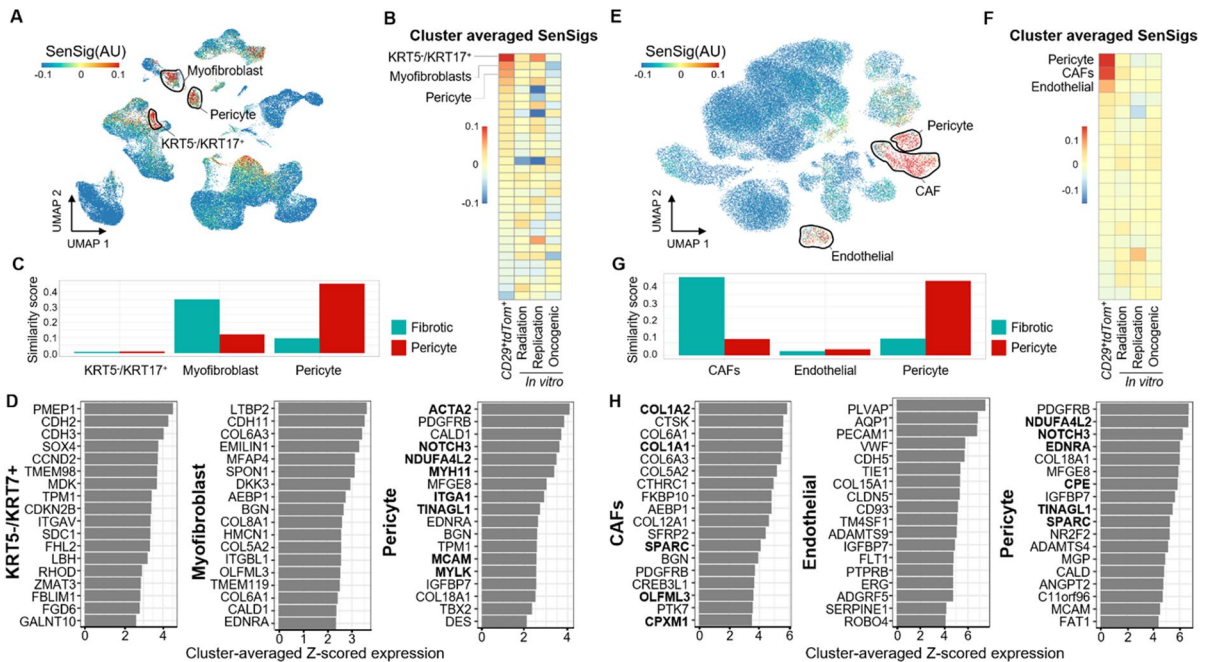 A
SenSig(AU)
-0.1 0 0.1
Myofibroblast
Pericyte
KRT5-/KRT17+
UMAP 2
UMAP 1
B
Cluster averaged SenSigs
KRT5-/KRT17+
Myofibroblasts
Pericyte
0.1
0
-0.1
CD29+tdTom+
Radiation
Replication
Oncogenic
In vitro
C
Similarity score
0.4
0.3
0.2
0.1
0.0
KRT5-/KRT17+
Myofibroblast
Pericyte
Fibrotic
Pericyte
D
KRT5-/KRT7+
PMEP1
CDH2
CDH3
SOX4
CCND2
TMEM98
MDK
TPM1
CDKN2B
ITGAV
SDC1
FHL2
LBH
RHOD
ZMAT3
FBLIM1
FGD6
GALNT10
0 2 4
Myofibroblast
LTBP2
CDH11
COL6A3
EMILIN1
MFAP4
SPON1
DKK3
AEBP1
BGN
COL8A1
HMCN1
COL5A2
ITGBL1
OLFML3
TMEM119
COL6A1
CALD1
EDNRA
0 1 2 3
Pericyte
ACTA2
PDGFRB
CALD1
NOTCH3
NDUFA4L2
MYH11
MFGE8
ITGA1
TINAGL1
EDNRA
BGN
TPM1
MCAM
MYLK
IGFBP7
COL18A1
TBX2
DES
0 2 4
Cluster-averaged Z-scored expression
E
SenSig(AU)
-0.1 0 0.1
Pericyte
CAF
Endothelial
UMAP 2
UMAP 1
F
Cluster averaged SenSigs
Pericyte
CAFs
Endothelial
0.1
0
-0.1
CD29+tdTom+
Radiation
Replication
Oncogenic
In vitro
G
Similarity score
0.4
0.3
0.2
0.1
0.0
CAFs
Endothelial
Pericyte
Fibrotic
Pericyte
H
CAFs
COL1A2
CTSK
COL6A1
COL1A1
COL6A3
COL5A2
CTHRC1
FKBP10
AEBP1
COL12A1
SFRP2
SPARC
BGN
PDGFRB
CREB3L1
OLFML3
PTK7
CPXM1
0 2 4 6
Endothelial
PLVAP
AQP1
PECAM1
VWF
CDH5
TIE1
COL15A1
CLDN5
CD93
TM4SF1
ADAMTS9
IGFBP7
FLT1
PTPRB
ERG
ADGRF5
SERPINE1
ROBO4
0 2 4 6
Pericyte
PDGFRB
NDUFA4L2
NOTCH3
EDNRA
COL18A1
MFGE8
CPE
IGFBP7
TINAGL1
SPARC
NR2F2
ADAMTS4
MGP
CALD
ANGPT2
C11orf96
MCAM
FAT1
0 2 4 6
Cluster-averaged Z-scored expression